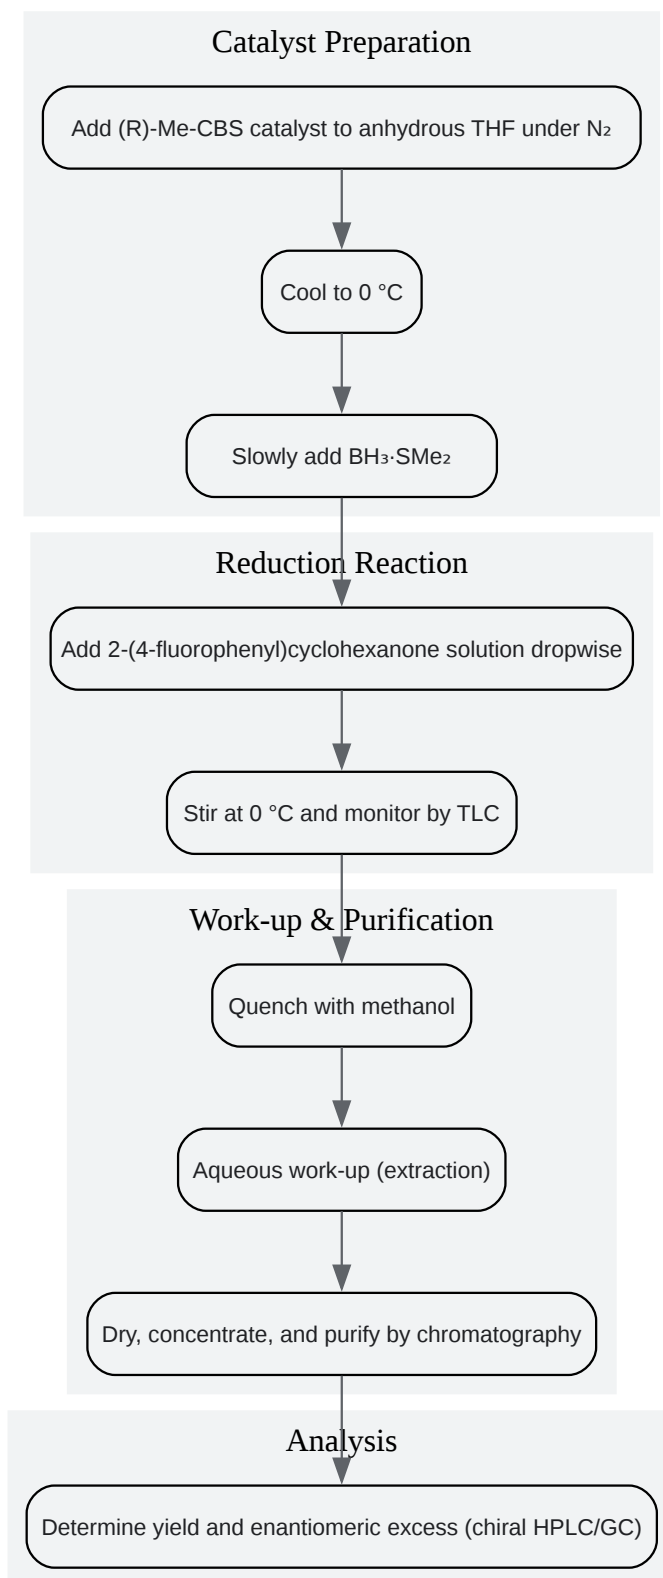 Catalyst Preparation
Add (R)-Me-CBS catalyst to anhydrous THF under N₂
Cool to 0 °C
Slowly add BH₃·SMe₂
Reduction Reaction
Add 2-(4-fluorophenyl)cyclohexanone solution dropwise
Stir at 0 °C and monitor by TLC
Work-up & Purification
Quench with methanol
Aqueous work-up (extraction)
Dry, concentrate, and purify by chromatography
Analysis
Determine yield and enantiomeric excess (chiral HPLC/GC)